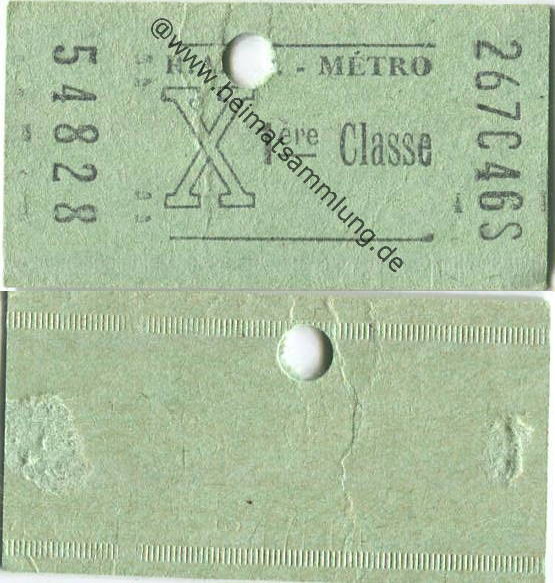 54828
- MÉTRO
X
1ère Classe
267C46S
@www.heimatsammlung.de